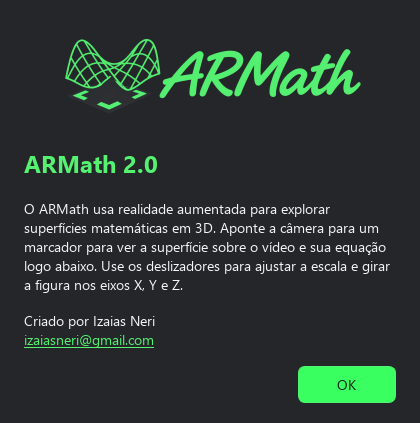 ARMath
ARMath 2.0
O ARMath usa realidade aumentada para explorar
superfícies matemáticas em 3D. Aponte a câmera para um
marcador para ver a superfície sobre o vídeo e sua equação
logo abaixo. Use os deslizadores para ajustar a escala e girar
a figura nos eixos X, Y e Z.
Criado por Izaias Neri
izaiasneri@gmail.com
OK